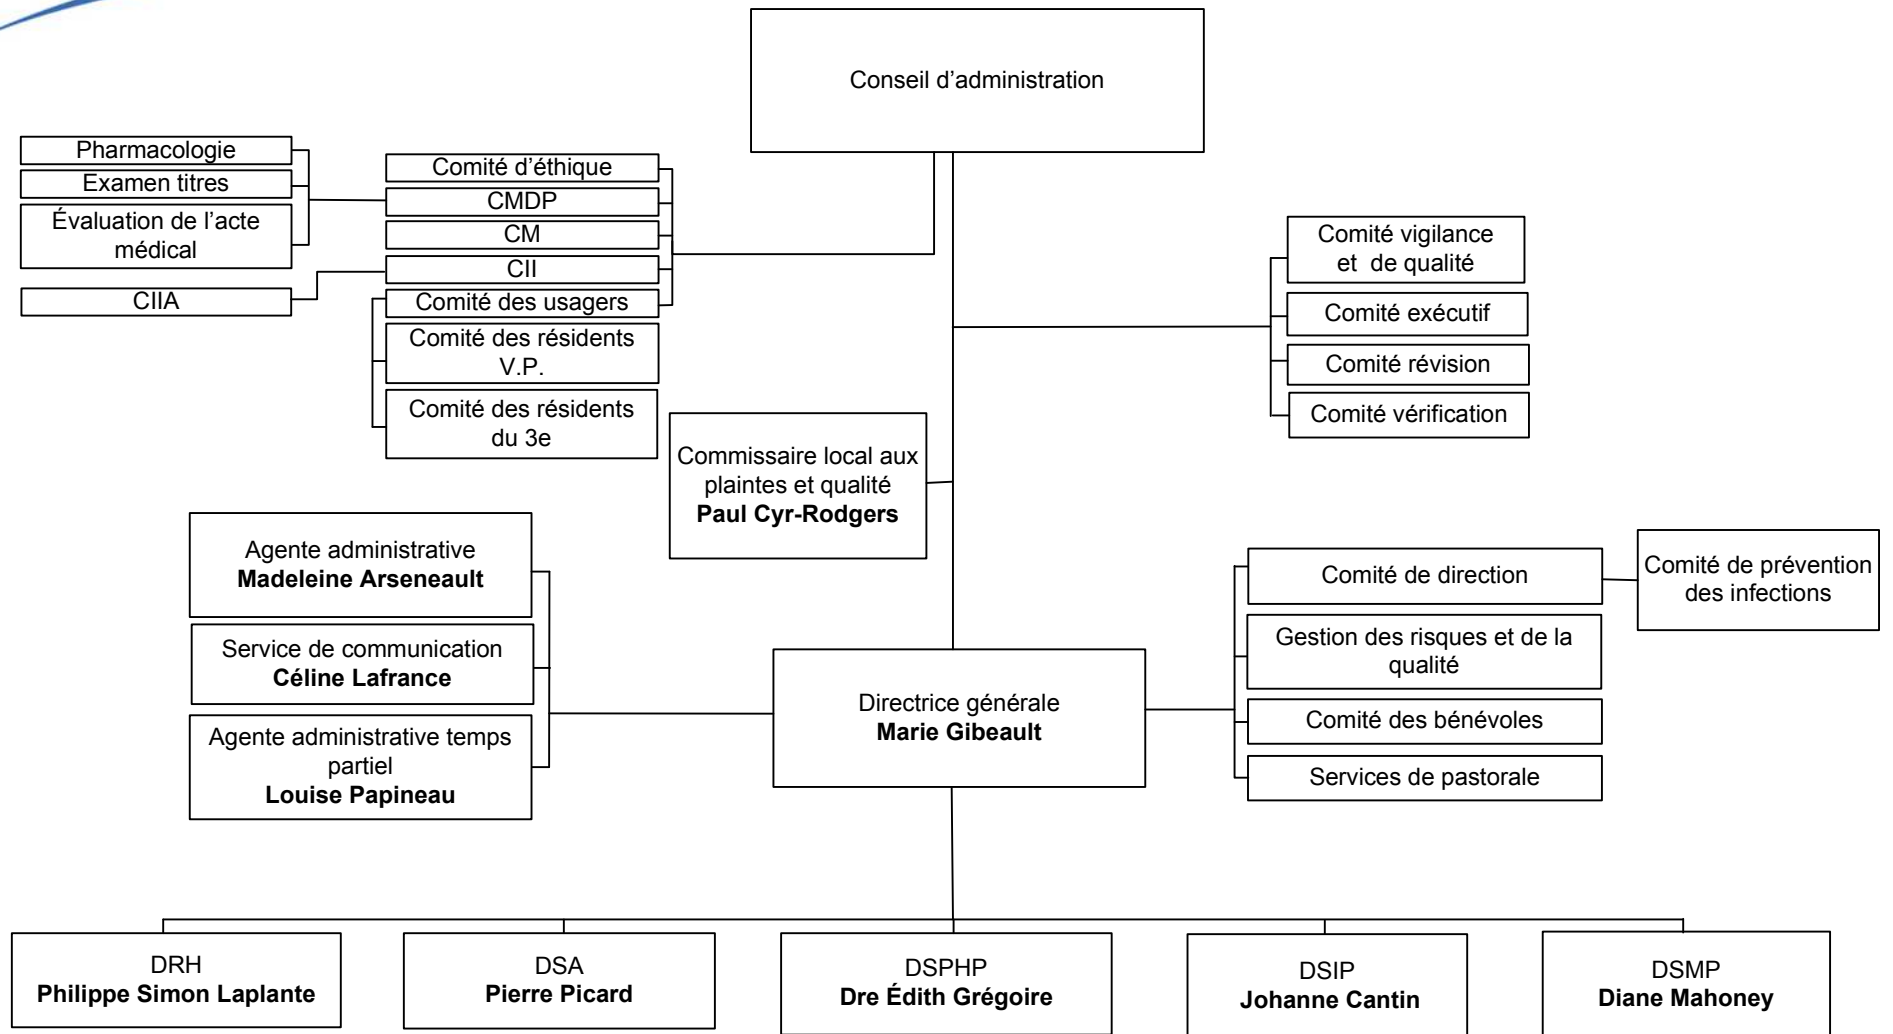 Conseil d'administration
Pharmacologie
Examen titres
Évaluation de l'acte
médical
CIIA
Comité d'éthique
CMDP
CM
CII
Comité des usagers
Comité des résidents
V.P.
Comité des résidents
du 3e
Comité vigilance
et de qualité
Comité exécutif
Comité révision
Comité vérification
Commissaire local aux
plaintes et qualité
Paul Cyr-Rodgers
Agente administrative
Madeleine Arseneault
Service de communication
Céline Lafrance
Agente administrative temps
partiel
Louise Papineau
Directrice générale
Marie Gibeault
Comité de direction
Comité de prévention
des infections
Gestion des risques et de la
qualité
Comité des bénévoles
Services de pastorale
DRH
Philippe Simon Laplante
DSA
Pierre Picard
DSPHP
Dre Édith Grégoire
DSIP
Johanne Cantin
DSMP
Diane Mahoney